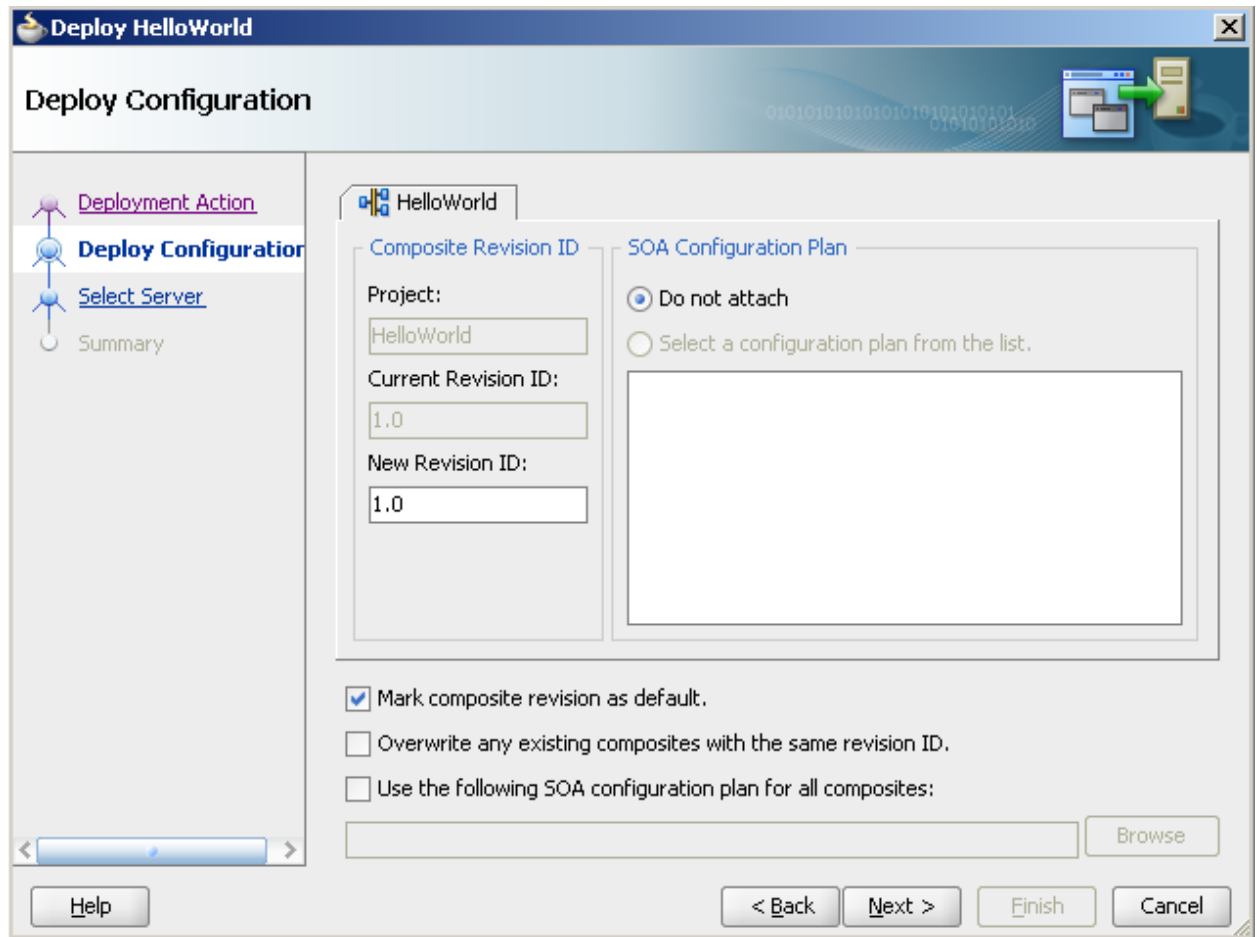 Deploy HelloWorld
Deploy Configuration
010101010101010101010101
01010101010
Deployment Action
Deploy Configuration
Select Server
Summary
HelloWorld
Composite Revision ID
Project:
HelloWorld
Current Revision ID:
1.0
New Revision ID:
1.0
SOA Configuration Plan
Do not attach
Select a configuration plan from the list.
Mark composite revision as default.
Overwrite any existing composites with the same revision ID.
Use the following SOA configuration plan for all composites:
Browse
Help
< Back
Next >
Finish
Cancel